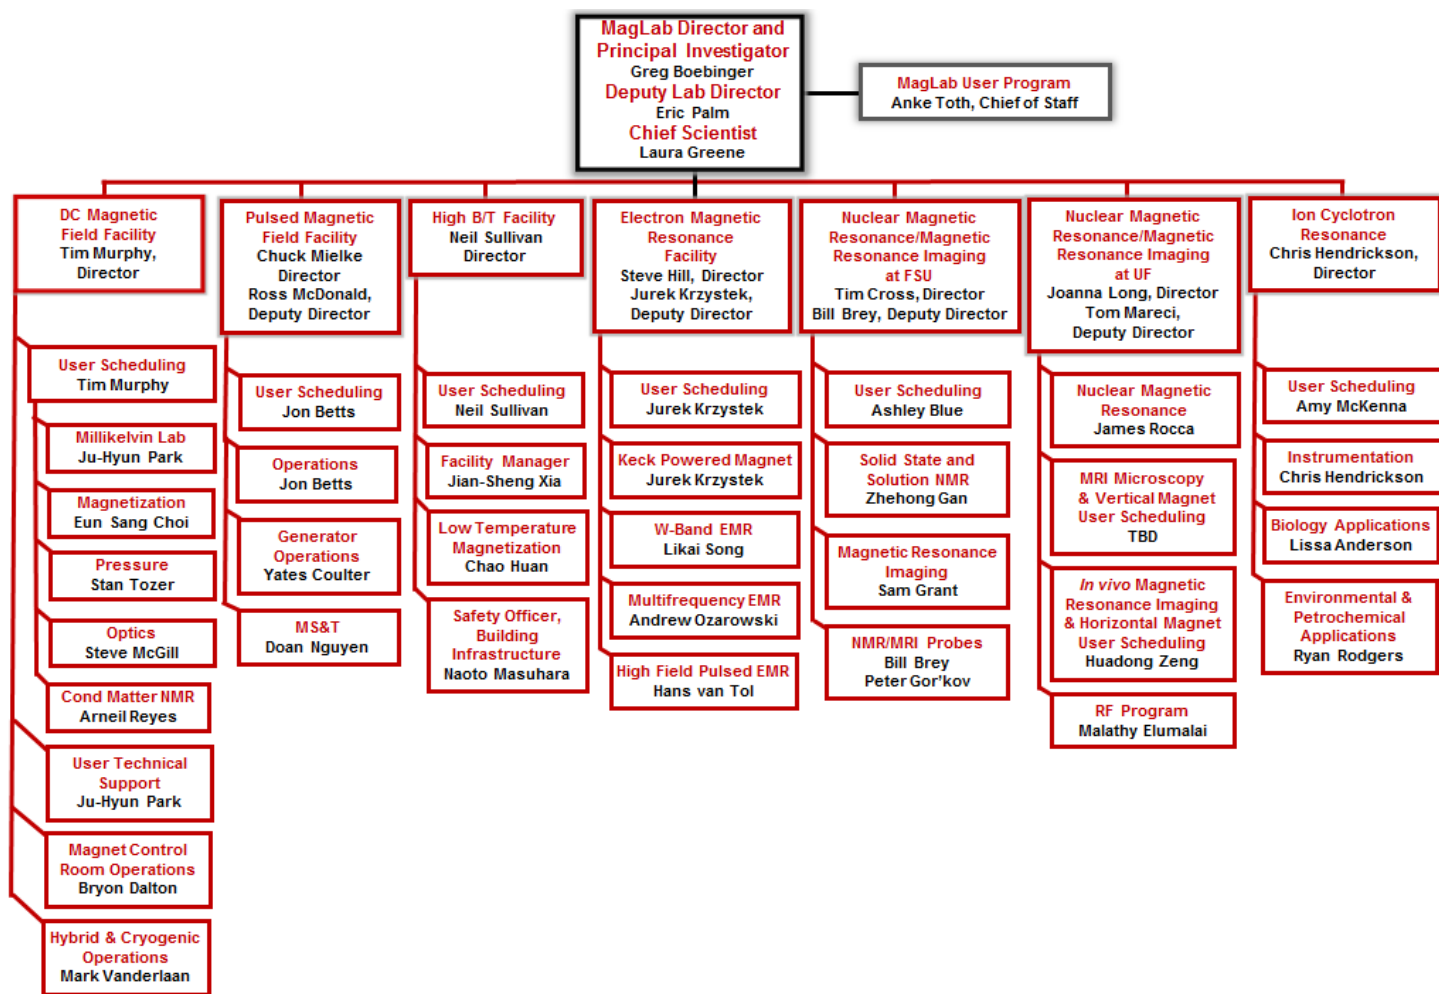 MagLab Director and
Principal Investigator
Greg Boebinger
Deputy Lab Director
Eric Palm
Chief Scientist
Laura Greene
MagLab User Program
Anke Toth, Chief of Staff
DC Magnetic
Field Facility
Tim Murphy,
Director
User Scheduling
Tim Murphy
Millikelvin Lab
Ju-Hyun Park
Magnetization
Eun Sang Choi
Pressure
Stan Tozer
Optics
Steve McGill
Cond Matter NMR
Arneil Reyes
User Technical
Support
Ju-Hyun Park
Magnet Control
Room Operations
Bryon Dalton
Hybrid & Cryogenic
Operations
Mark Vanderlaan
Pulsed Magnetic
Field Facility
Chuck Mielke
Director
Ross McDonald,
Deputy Director
User Scheduling
Jon Betts
Operations
Jon Betts
Generator
Operations
Yates Coulter
MS&T
Doan Nguyen
High B/T Facility
Neil Sullivan
Director
User Scheduling
Neil Sullivan
Facility Manager
Jian-Sheng Xia
Low Temperature
Magnetization
Chao Huan
Safety Officer,
Building
Infrastructure
Naoto Masuhara
Electron Magnetic
Resonance
Facility
Steve Hill, Director
Jurek Krzystek,
Deputy Director
User Scheduling
Jurek Krzystek
Keck Powered Magnet
Jurek Krzystek
W-Band EMR
Likai Song
Multifrequency EMR
Andrew Ozarowski
High Field Pulsed EMR
Hans van Tol
Nuclear Magnetic
Resonance/Magnetic
Resonance Imaging
at FSU
Tim Cross, Director
Bill Brey, Deputy Director
User Scheduling
Ashley Blue
Solid State and
Solution NMR
Zhehong Gan
Magnetic Resonance
Imaging
Sam Grant
NMR/MRI Probes
Bill Brey
Peter Gor'kov
Nuclear Magnetic
Resonance/Magnetic
Resonance Imaging
at UF
Joanna Long, Director
Tom Mareci,
Deputy Director
Nuclear Magnetic
Resonance
James Rocca
MRI Microscopy
& Vertical Magnet
User Scheduling
TBD
In vivo Magnetic
Resonance Imaging
& Horizontal Magnet
User Scheduling
Huadong Zeng
RF Program
Malathy Elumalai
Ion Cyclotron
Resonance
Chris Hendrickson,
Director
User Scheduling
Amy McKenna
Instrumentation
Chris Hendrickson
Biology Applications
Lissa Anderson
Environmental &
Petrochemical
Applications
Ryan Rodgers